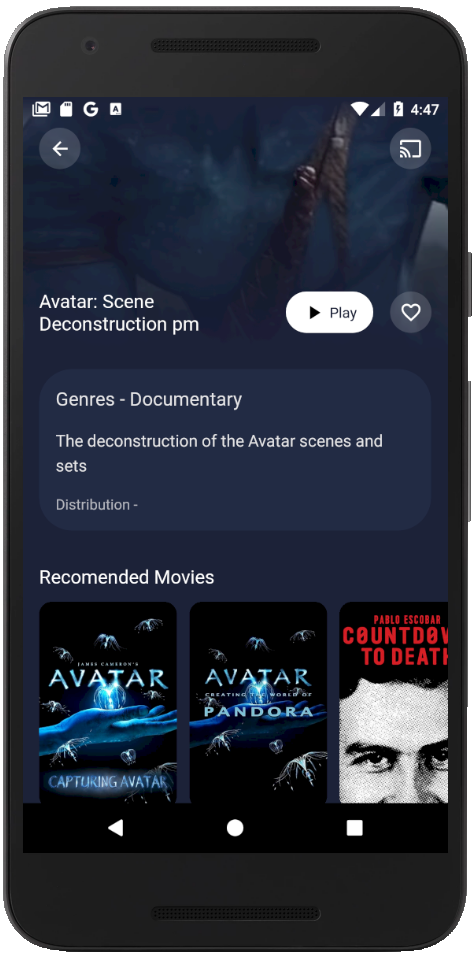 4:47
Avatar: Scene
Deconstruction pm
Play
Genres - Documentary
The deconstruction of the Avatar scenes and
sets
Distribution -
Recomended Movies
JAMES CAMERON'S
AVATAR
CAPTURING AVATAR
AVATAR
CREATING THE WORLD OF
PANDORA
PABLO ESCOBAR
COUNTDOW
TO DEATH